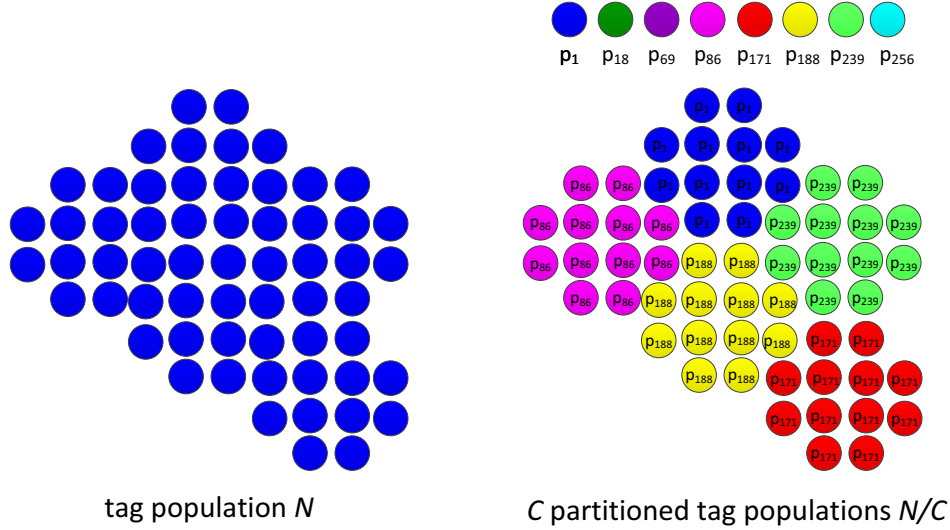 p₁ p₁₈ p₆₉ p₈₆ p₁₇₁ p₁₈₈ p₂₃₉ p₂₅₆
p₁ p₁
p₁ p₁ p₁ p₁
p₈₆ p₈₆ p₁ p₁ p₁ p₁ p₂₃₉ p₂₃₉
p₈₆ p₈₆ p₈₆ p₈₆ p₁ p₁ p₂₃₉ p₂₃₉ p₂₃₉ p₂₃₉
p₈₆ p₈₆ p₈₆ p₈₆ p₁₈₈ p₁₈₈ p₂₃₉ p₂₃₉ p₂₃₉ p₂₃₉
p₈₆ p₈₆ p₁₈₈ p₁₈₈ p₁₈₈ p₁₈₈ p₂₃₉ p₂₃₉
p₁₈₈ p₁₈₈ p₁₈₈ p₁₈₈ p₁₇₁ p₁₇₁
p₁₈₈ p₁₈₈ p₁₇₁ p₁₇₁ p₁₇₁ p₁₇₁
p₁₇₁ p₁₇₁ p₁₇₁ p₁₇₁
p₁₇₁ p₁₇₁
tag population N
C partitioned tag populations N/C